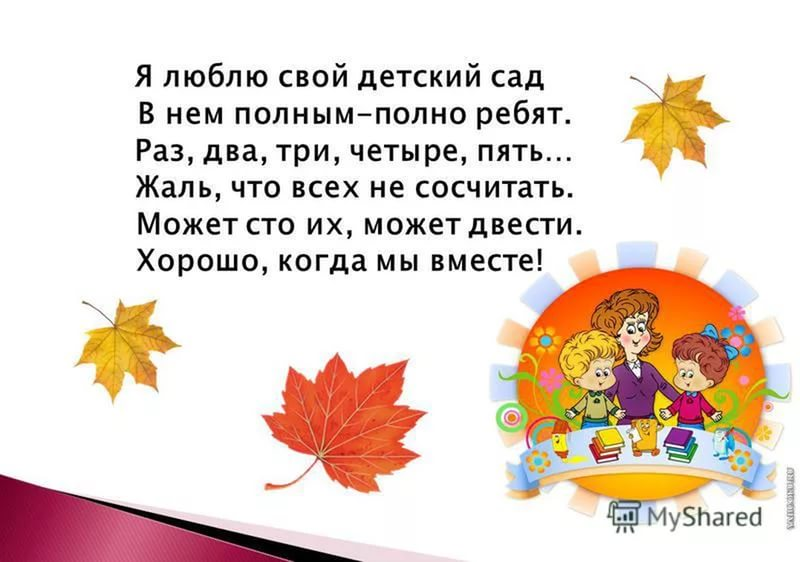 Я люблю свой детский сад
В нем полным-полно ребят.
Раз, два, три, четыре, пять...
Жаль, что всех не сосчитать.
Может сто их, может двести.
Хорошо, когда мы вместе!
MyShared